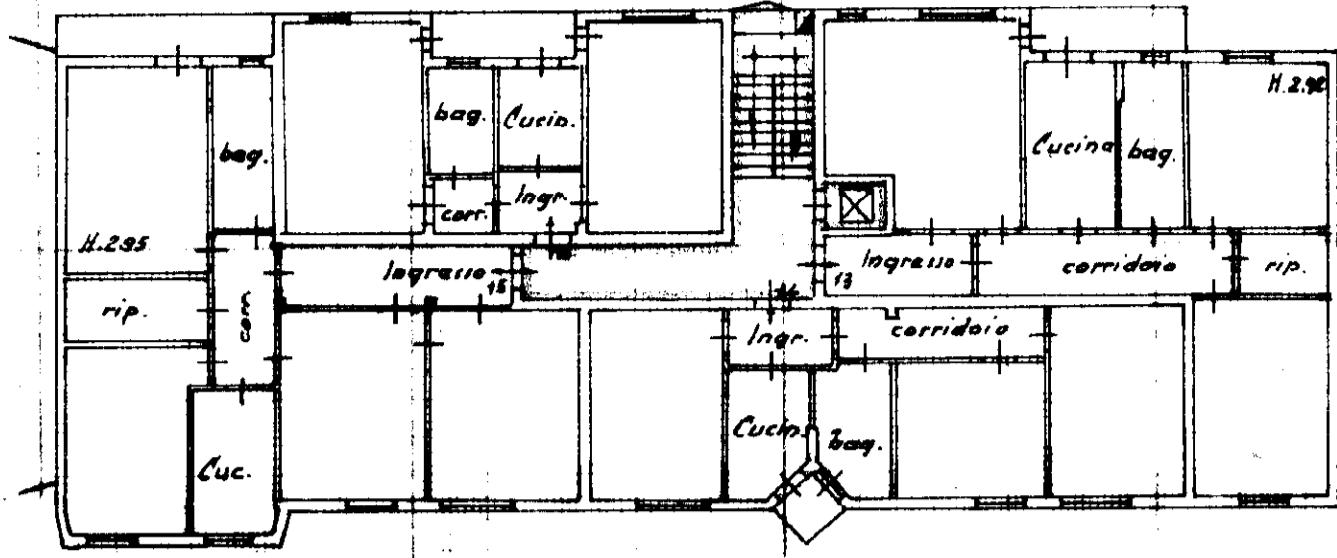 H. 2.92
bag.
Cucin.
Cucina
bag.
bag.
Ingr.
corr.
H. 2.95
Ingresso
15
Ingresso
13
corridoio
rip.
rip.
corr.
Ingr.
corridoio
Cuc.
Cucin.
bag.